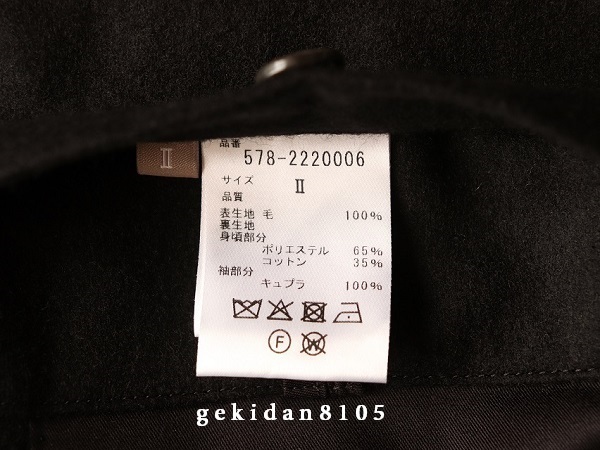 品番
578-2220006
サイズ
II
II
品質
表生地 毛 100%
裏生地
身頃部分
ポリエステル 65%
コットン 35%
袖部分
キュプラ 100%
F
W
gekidan8105